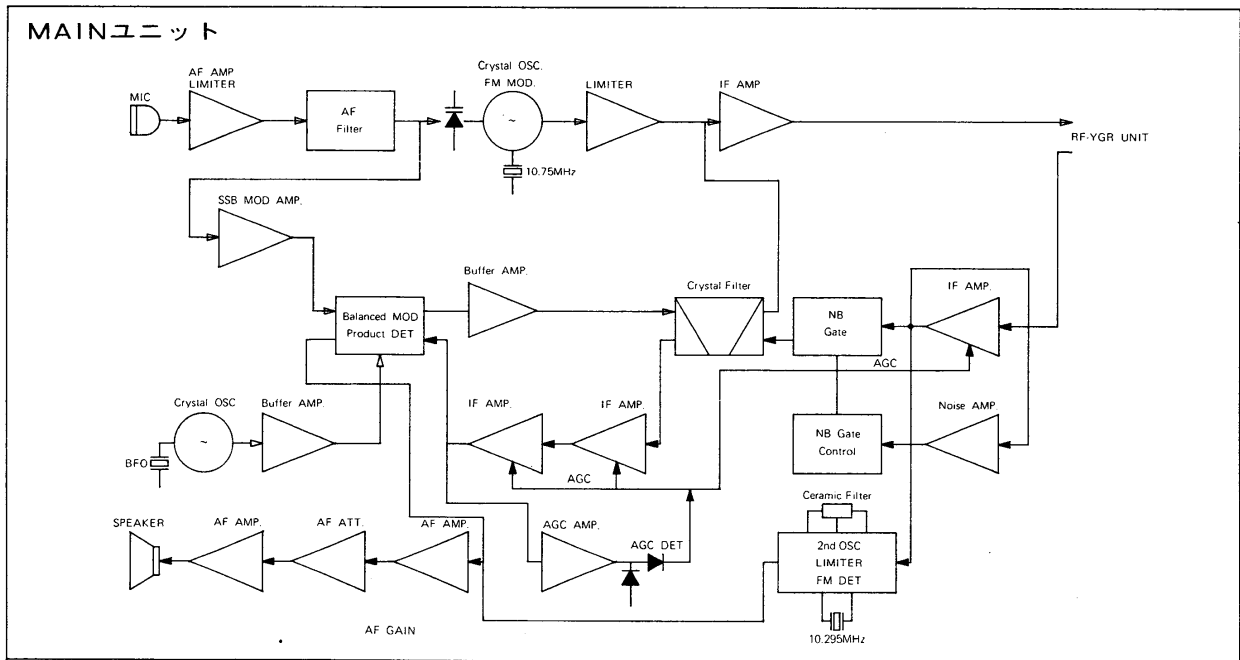 MAINユニット
MIC
AF AMP
LIMITER
AF
Filter
Crystal OSC.
FM MOD.
10.75MHz
LIMITER
IF AMP
RF-YGR UNIT
SSB MOD AMP.
Balanced MOD
Product DET
Buffer AMP.
Crystal Filter
NB
Gate
IF AMP.
AGC
Crystal OSC
Buffer AMP.
BFO
IF AMP.
IF AMP.
AGC
NB Gate
Control
Noise AMP.
SPEAKER
AF AMP.
AF ATT.
AF AMP.
AGC AMP.
AGC DET
Ceramic Filter
2nd OSC
LIMITER
FM DET
10.295MHz
AF GAIN